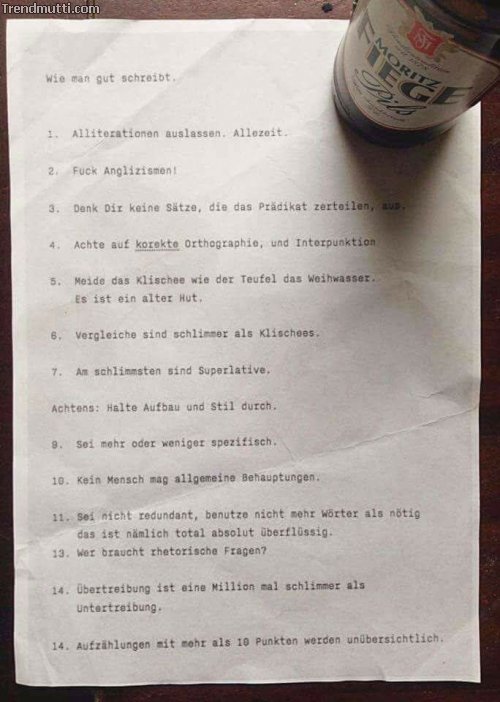 Trendmutti.com
MORITZ
FIEGE
Pils
Wie man gut schreibt.
1. Alliterationen auslassen. Allezeit.
2. Fuck Anglizismen!
3. Denk Dir keine Sätze, die das Prädikat zerteilen, aus.
4. Achte auf korekte Orthographie, und Interpunktion
5. Meide das Klischee wie der Teufel das Weihwasser.
Es ist ein alter Hut.
6. Vergleiche sind schlimmer als Klischees.
7. Am schlimmsten sind Superlative.
Achtens: Halte Aufbau und Stil durch.
9. Sei mehr oder weniger spezifisch.
10. Kein Mensch mag allgemeine Behauptungen.
11. Sei nicht redundant, benutze nicht mehr Wörter als nötig
das ist nämlich total absolut überflüssig.
13. Wer braucht rhetorische Fragen?
14. Übertreibung ist eine Million mal schlimmer als
Untertreibung.
14. Aufzählungen mit mehr als 10 Punkten werden unübersichtlich.